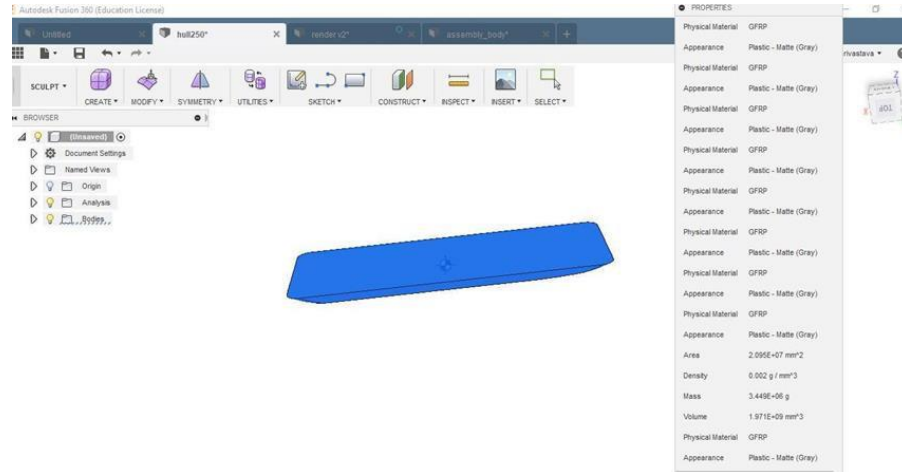 Autodesk Fusion 360 (Education License)
Untitled
hull250*
render v2*
assembly_body*
PROPERTIES
rivastava
SCULPT
CREATE
MODIFY
SYMMETRY
UTILITIES
SKETCH
CONSTRUCT
INSPECT
INSERT
SELECT
BROWSER
(Unsaved)
Document Settings
Named Views
Origin
Analysis
Bodies
Z
X
TOP
Physical Material GFRP
Appearance Plastic - Matte (Gray)
Physical Material GFRP
Appearance Plastic - Matte (Gray)
Physical Material GFRP
Appearance Plastic - Matte (Gray)
Physical Material GFRP
Appearance Plastic - Matte (Gray)
Physical Material GFRP
Appearance Plastic - Matte (Gray)
Physical Material GFRP
Appearance Plastic - Matte (Gray)
Physical Material GFRP
Appearance Plastic - Matte (Gray)
Physical Material GFRP
Appearance Plastic - Matte (Gray)
Area 2.095E+07 mm^2
Density 0.002 g / mm^3
Mass 3.449E+06 g
Volume 1.971E+09 mm^3
Physical Material GFRP
Appearance Plastic - Matte (Gray)